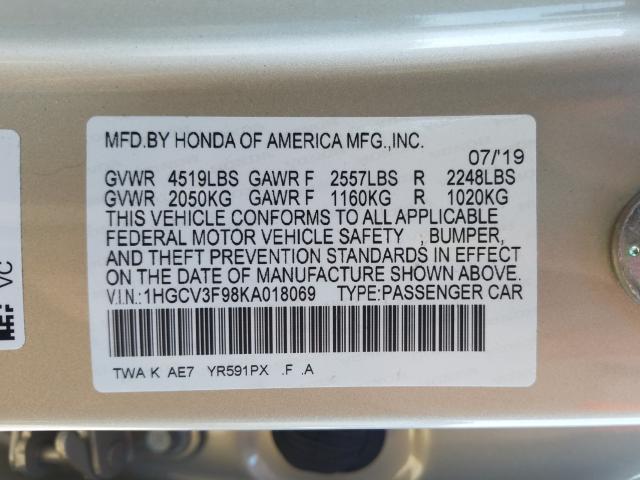 MFD.BY HONDA OF AMERICA MFG.,INC.
07/'19
GVWR 4519LBS GAWR F 2557LBS R 2248LBS
GVWR 2050KG GAWR F 1160KG R 1020KG
THIS VEHICLE CONFORMS TO ALL APPLICABLE
FEDERAL MOTOR VEHICLE SAFETY , BUMPER,
AND THEFT PREVENTION STANDARDS IN EFFECT
ON THE DATE OF MANUFACTURE SHOWN ABOVE.
V.I.N.:1HGCV3F98KA018069 TYPE:PASSENGER CAR
TWA K AE7 YR591PX .F .A
VC